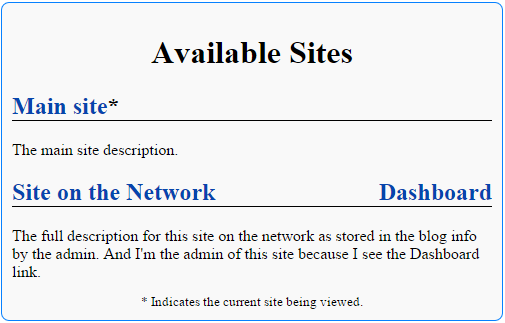 Available Sites
Main site*
The main site description.
Site on the Network Dashboard
The full description for this site on the network as stored in the blog info
by the admin. And I'm the admin of this site because I see the Dashboard
link.
* Indicates the current site being viewed.